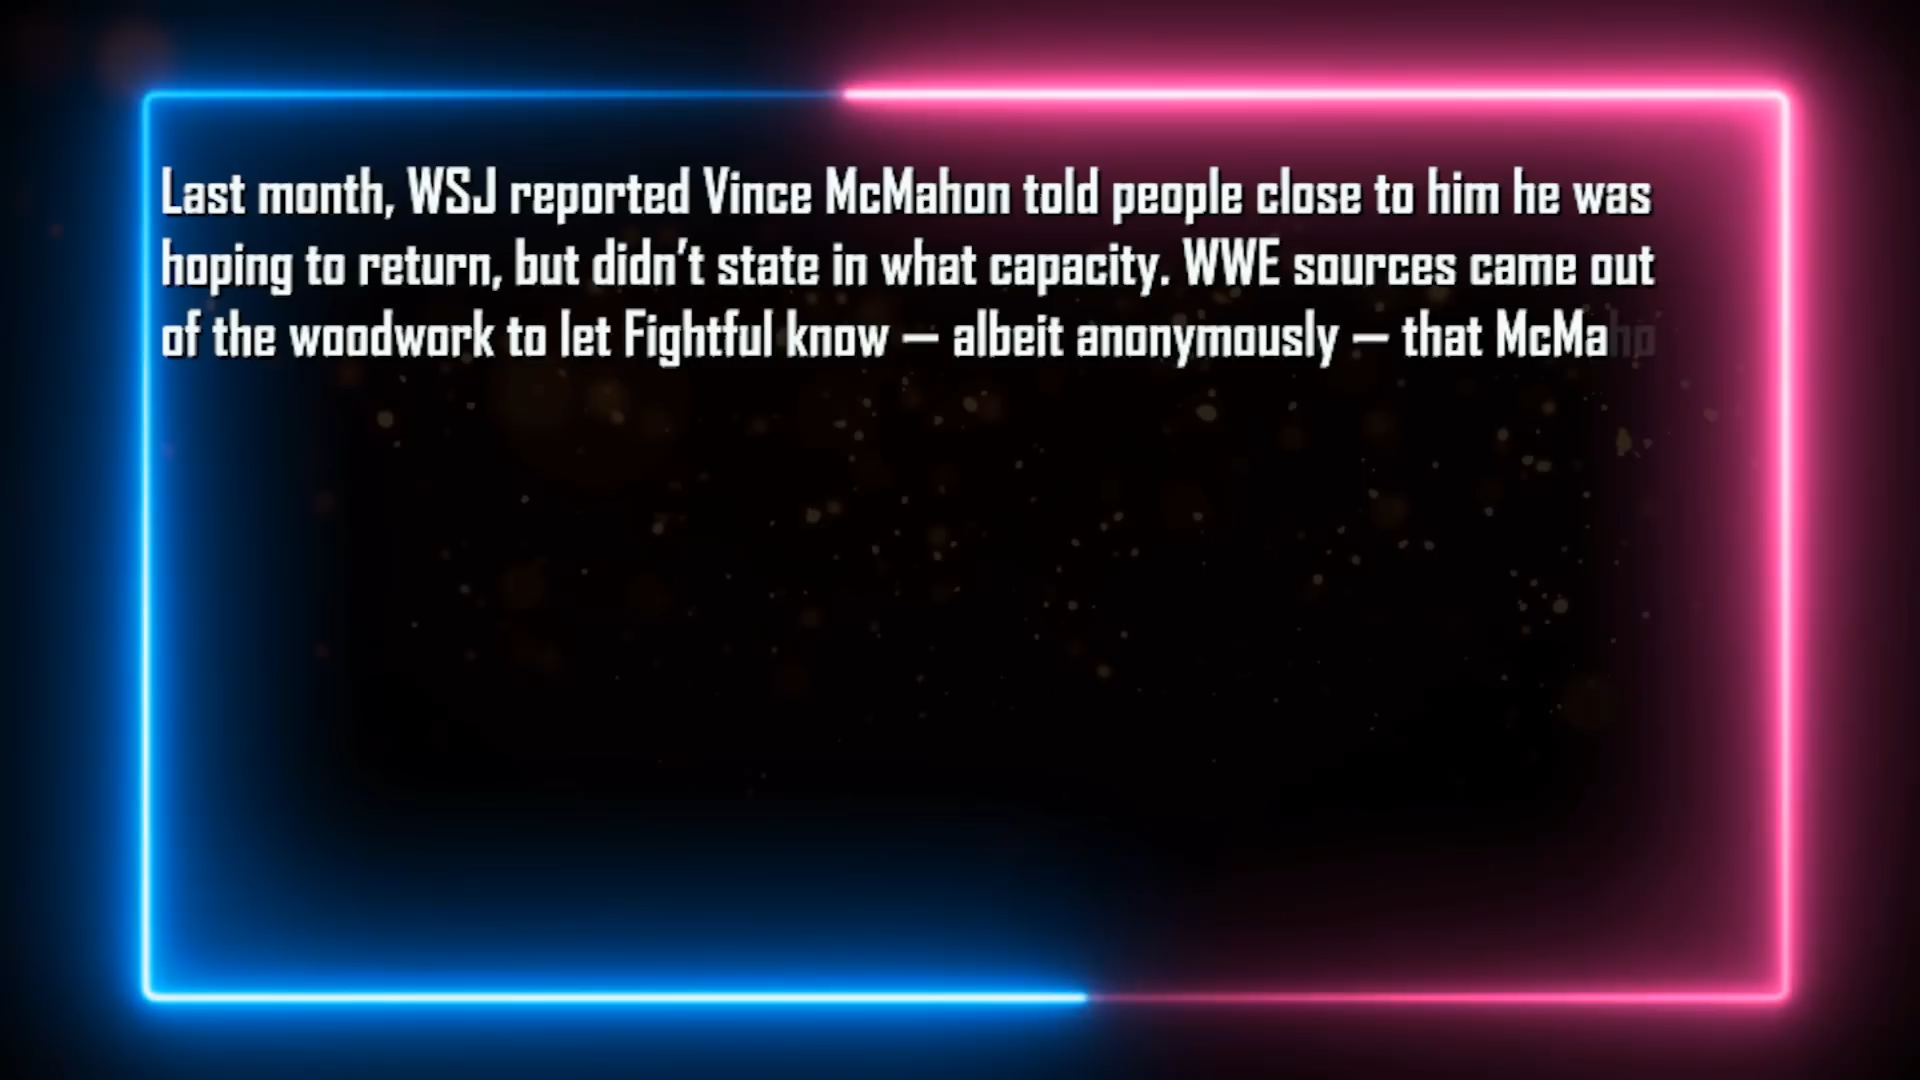 Last month, WSJ reported Vince McMahon told people close to him he was
hoping to return, but didn’t state in what capacity. WWE sources came out
of the woodwork to let Fightful know — albeit anonymously — that McMaho